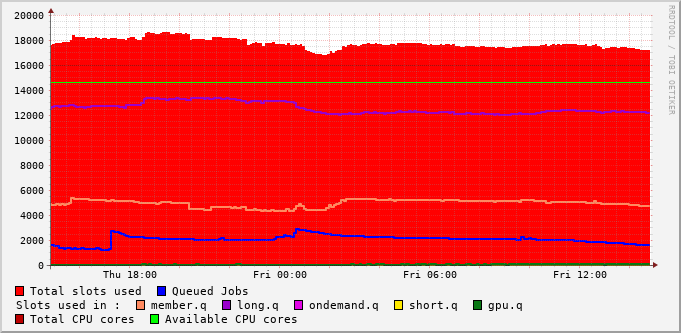 20000
18000
16000
14000
12000
10000
8000
6000
4000
2000
0
Thu 18:00 Fri 00:00 Fri 06:00 Fri 12:00
RRDTOOL / TOBI OETIKER
Total slots used Queued Jobs
Slots used in : member.q long.q ondemand.q short.q gpu.q
Total CPU cores Available CPU cores